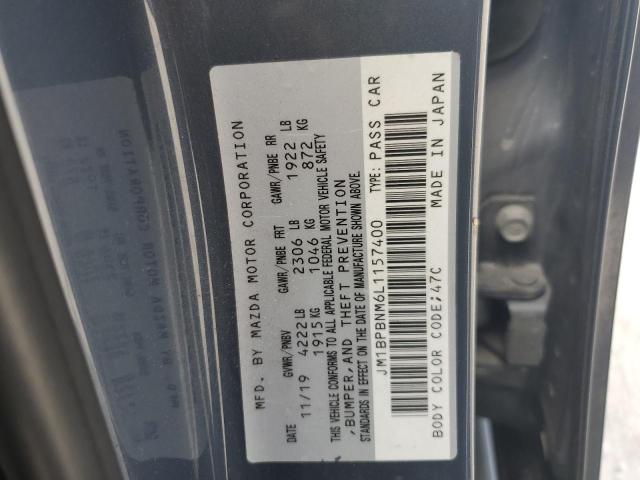 MFD. BY MAZDA MOTOR CORPORATION
DATE GVWR/PNBV GAWR/PNBE FRT GAWR/PNBE RR
11/19 4222 LB 2306 LB 1922 LB
1915 KG 1046 KG 872 KG
THIS VEHICLE CONFORMS TO ALL APPLICABLE FEDERAL MOTOR VEHICLE SAFETY
,BUMPER,AND THEFT PREVENTION
STANDARDS IN EFFECT ON THE DATE OF MANUFACTURE SHOWN ABOVE.
JM1BPBNM6L1157400 TYPE: PASS CAR
BODY COLOR CODE;47C MADE IN JAPAN